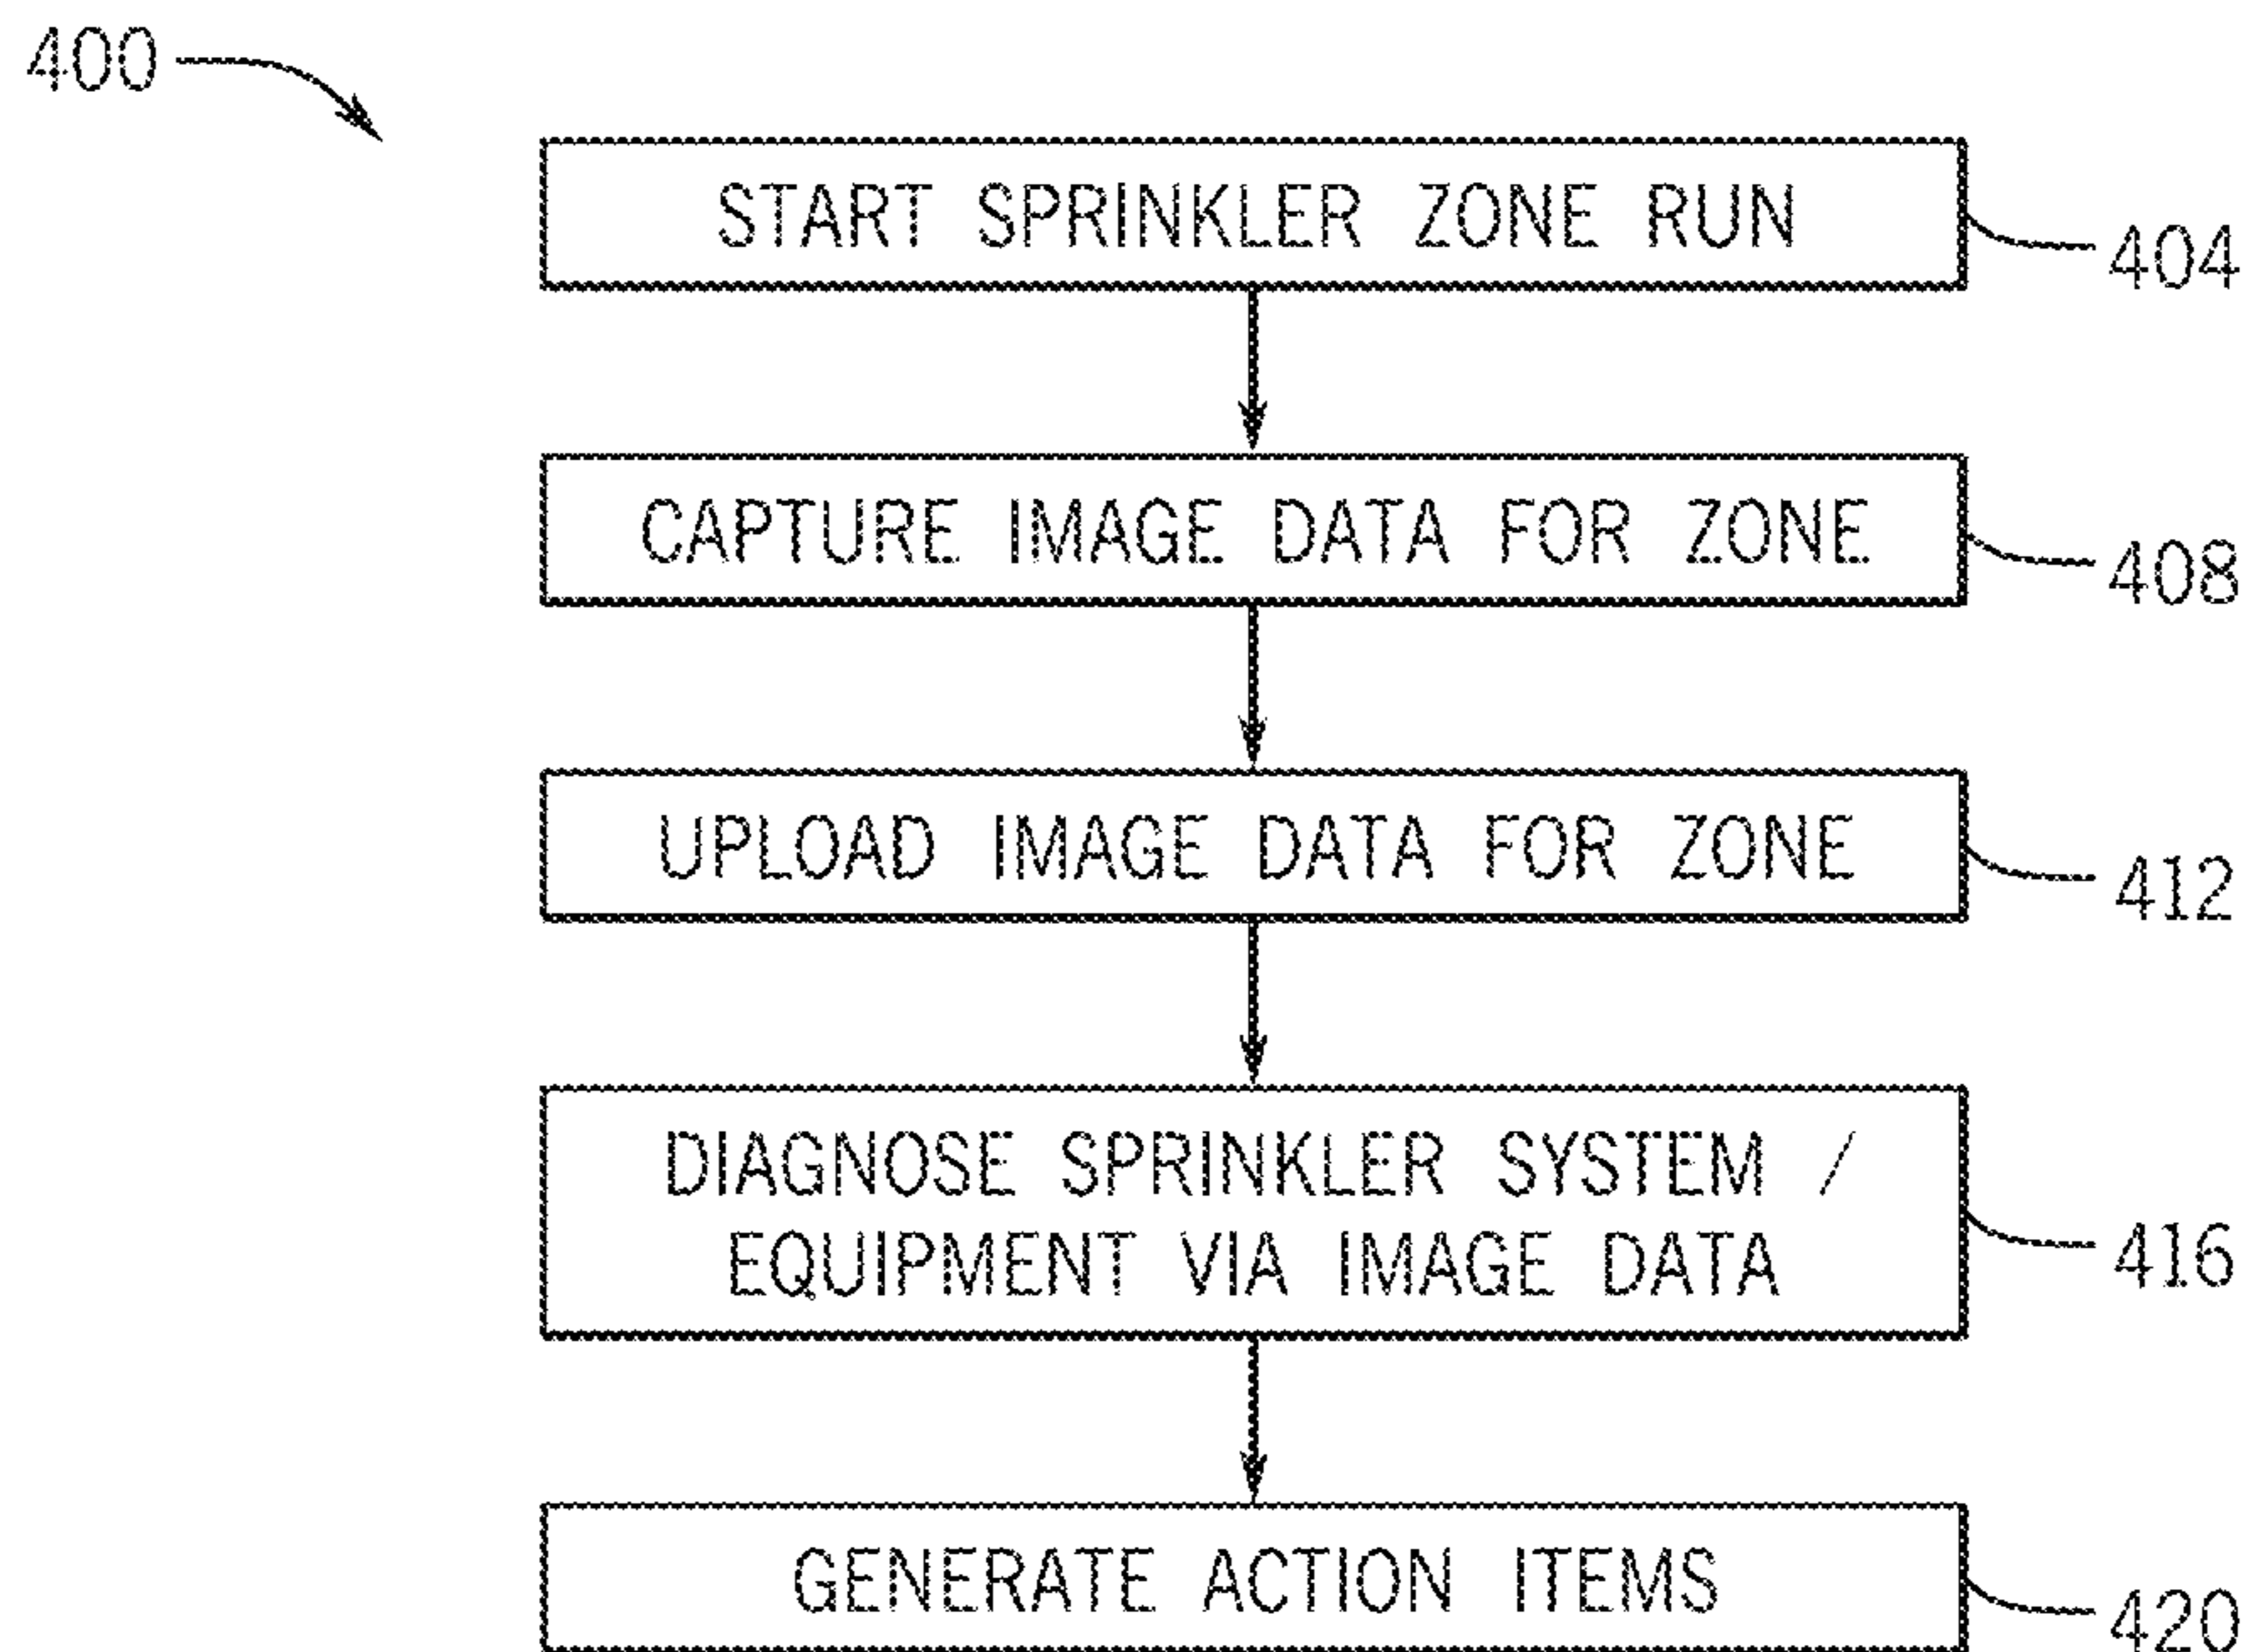 400
START SPRINKLER ZONE RUN
404
CAPTURE IMAGE DATA FOR ZONE
408
UPLOAD IMAGE DATA FOR ZONE
412
DIAGNOSE SPRINKLER SYSTEM /
EQUIPMENT VIA IMAGE DATA
416
GENERATE ACTION ITEMS
420